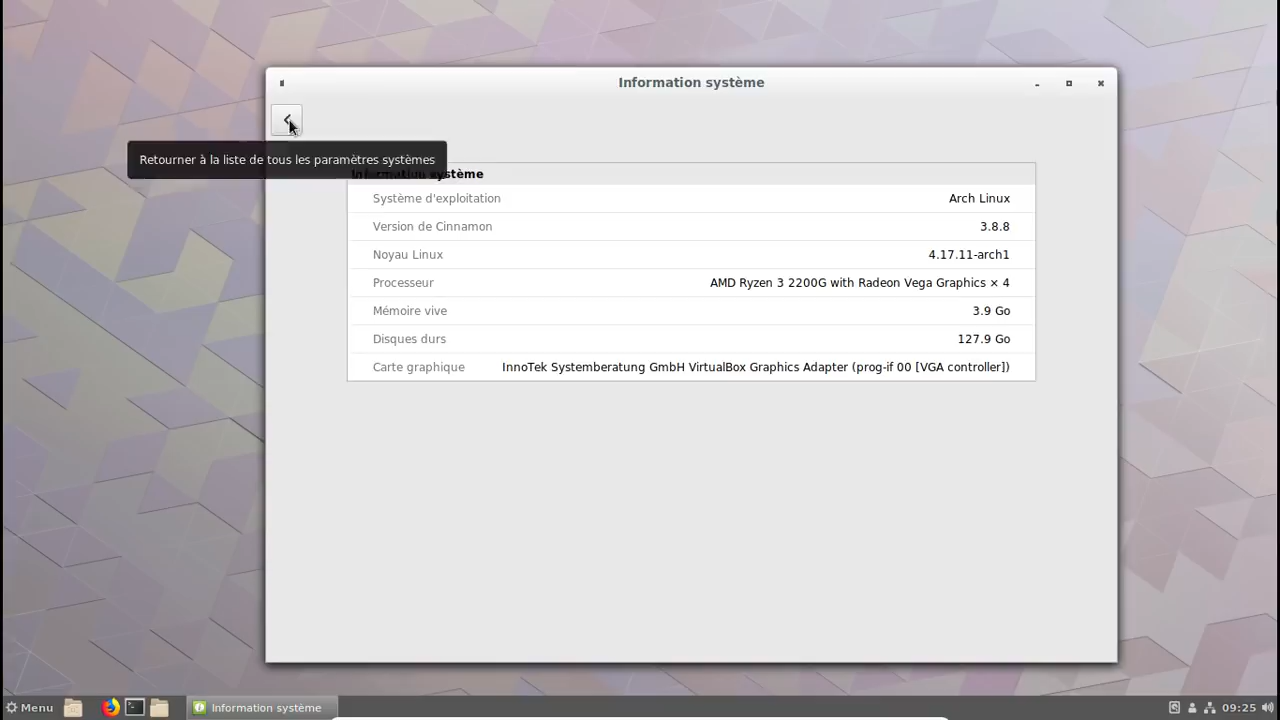 Information système
Retourner à la liste de tous les paramètres systèmes
Information système
Système d'exploitation Arch Linux
Version de Cinnamon 3.8.8
Noyau Linux 4.17.11-arch1
Processeur AMD Ryzen 3 2200G with Radeon Vega Graphics × 4
Mémoire vive 3.9 Go
Disques durs 127.9 Go
Carte graphique InnoTek Systemberatung GmbH VirtualBox Graphics Adapter (prog-if 00 [VGA controller])
Menu Information système 09:25